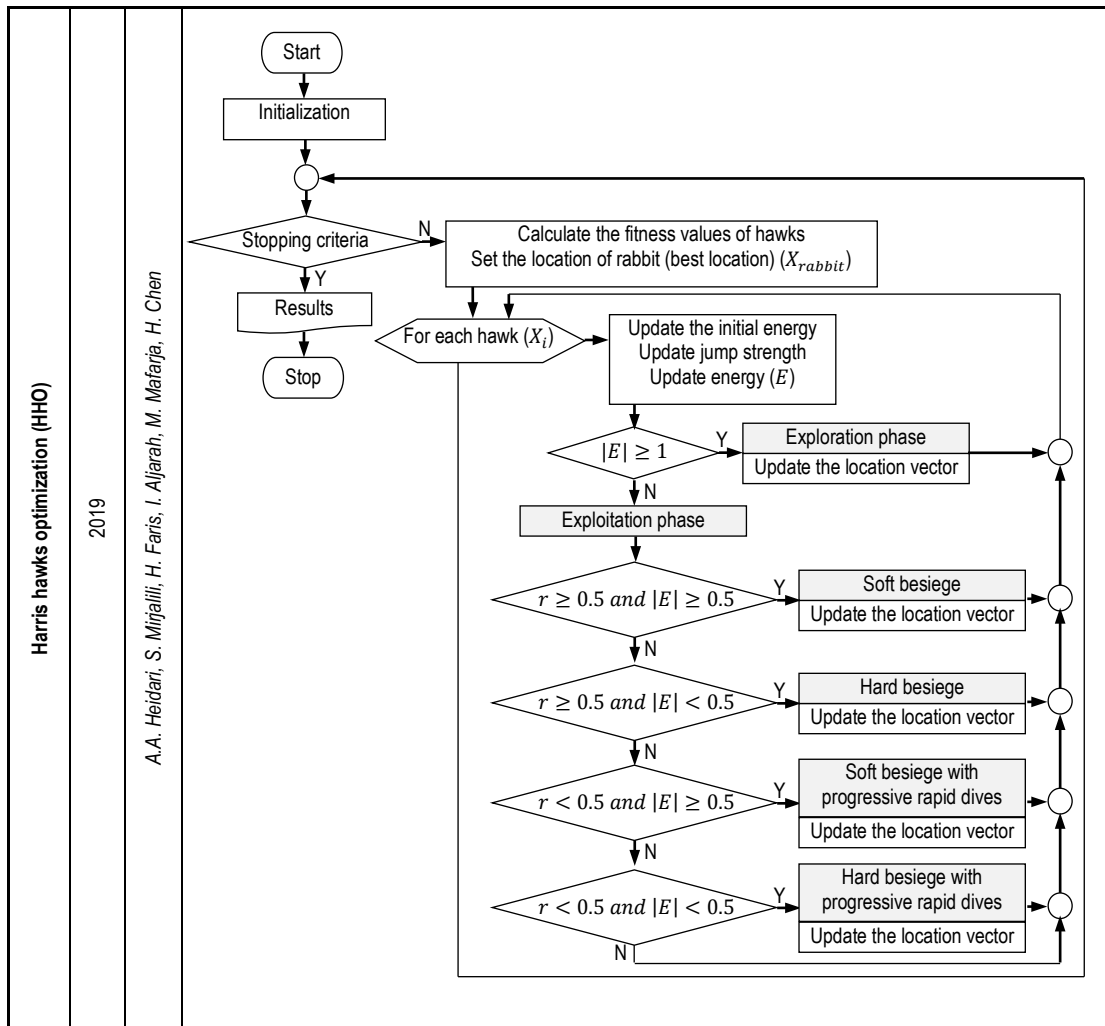 Harris hawks optimization (HHO)
2019
A.A. Heidari, S. Mirjalili, H. Faris, I. Aljarah, M. Mafarja, H. Chen
Start
Initialization
Stopping criteria
N
Y
Calculate the fitness values of hawks
Set the location of rabbit (best location) (X_{rabbit})
Results
Stop
For each hawk (X_i)
Update the initial energy
Update jump strength
Update energy (E)
|E| ≥ 1
Y
N
Exploration phase
Update the location vector
Exploitation phase
r ≥ 0.5 and |E| ≥ 0.5
Y
N
Soft besiege
Update the location vector
r ≥ 0.5 and |E| < 0.5
Y
N
Hard besiege
Update the location vector
r < 0.5 and |E| ≥ 0.5
Y
N
Soft besiege with
progressive rapid dives
Update the location vector
r < 0.5 and |E| < 0.5
Y
N
Hard besiege with
progressive rapid dives
Update the location vector